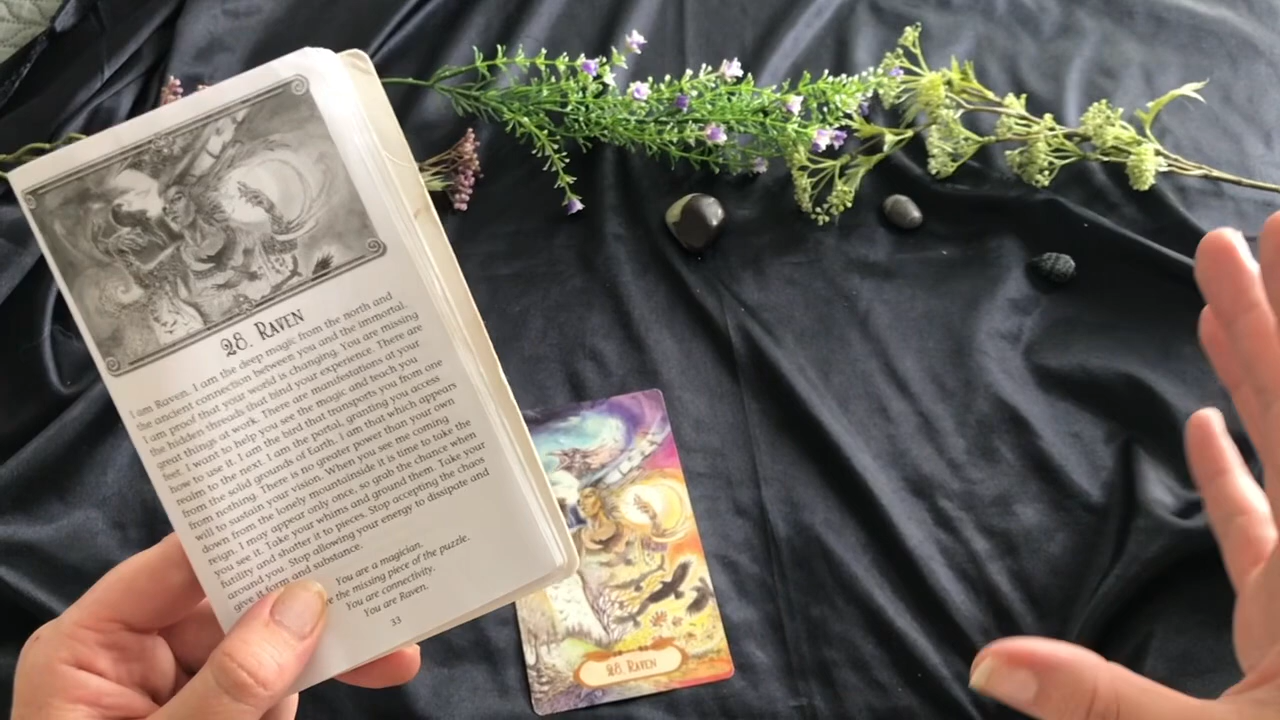 28. RAVEN
I am Raven. I am the deep magic from the north and
the ancient connection between you and the immortal.
I am proof that your world is changing. You are missing
the hidden threads that bind your experience. There are
great things at work. There are manifestations at your
feet. I want to help you see the magic and teach you
how to use it. I am the bird that transports you from one
realm to the next. I am the portal, granting you access
from the solid grounds of Earth. I am that which appears
from nothing. There is no greater power than your own
will to sustain your vision. When you see me coming
down from the lonely mountainside it is time to take the
reign. I may appear only once, so grab the chance when
you see it. Take your whims and ground them. Take your
futility and shatter it to pieces. Stop accepting the chaos
around you. Stop allowing your energy to dissipate and
give it form and substance.
You are a magician.
the missing piece of the puzzle.
You are connectivity.
You are Raven.
33
28. RAVEN